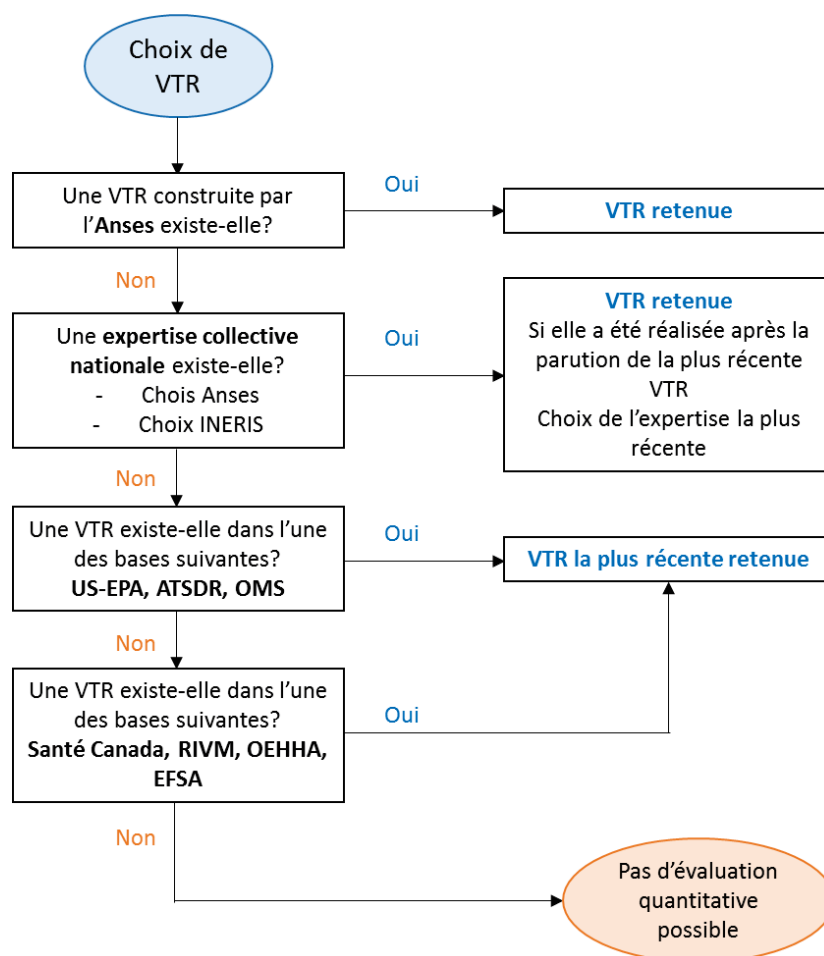 Choix de
VTR
Une VTR construite par
l'Anses existe-elle?
Oui
VTR retenue
Non
Une expertise collective
nationale existe-elle?
- Chois Anses
- Choix INERIS
Oui
VTR retenue
Si elle a été réalisée après la
parution de la plus récente
VTR
Choix de l'expertise la plus
récente
Non
Une VTR existe-elle dans l'une
des bases suivantes?
US-EPA, ATSDR, OMS
Oui
VTR la plus récente retenue
Non
Une VTR existe-elle dans l'une
des bases suivantes?
Santé Canada, RIVM, OEHHA,
EFSA
Oui
Non
Pas d'évaluation
quantitative
possible